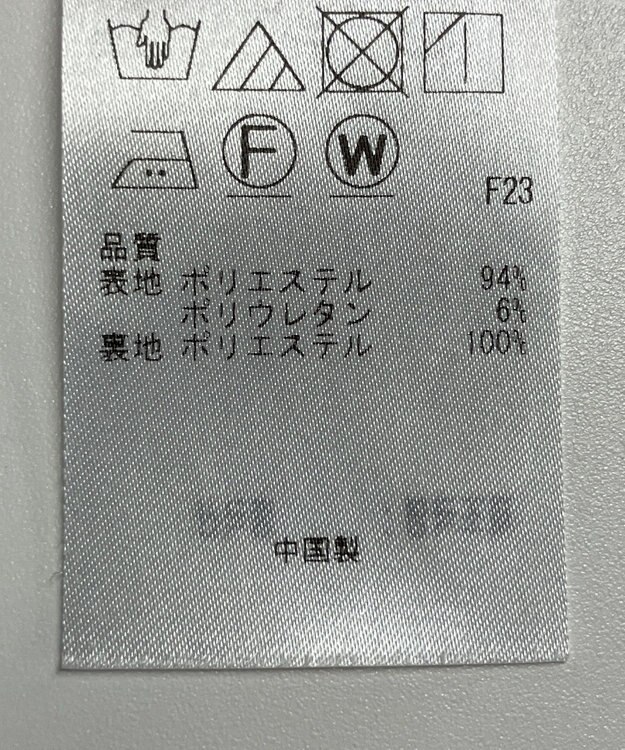 F W
F23
品質
表地 ポリエステル 94%
ポリウレタン 6%
裏地 ポリエステル 100%
中国製